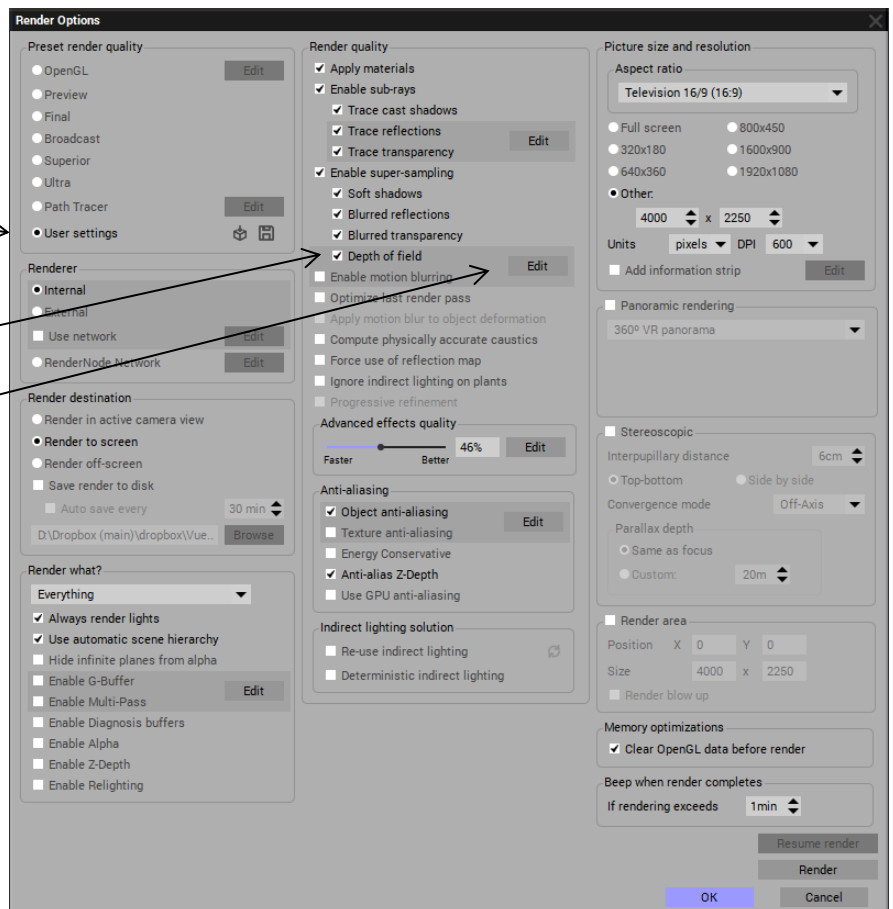 Render Options
Preset render quality
OpenGL Edit
Preview
Final
Broadcast
Superior
Ultra
Path Tracer Edit
User settings
Renderer
Internal
External
Use network Edit
RenderNode Network Edit
Render destination
Render in active camera view
Render to screen
Render off-screen
Save render to disk
Auto save every 30 min
D:\Dropbox (main)\dropbox\Vue.. Browse
Render what?
Everything
Always render lights
Use automatic scene hierarchy
Hide infinite planes from alpha
Enable G-Buffer
Edit
Enable Multi-Pass
Enable Diagnosis buffers
Enable Alpha
Enable Z-Depth
Enable Relighting
Render quality
Apply materials
Enable sub-rays
Trace cast shadows
Trace reflections
Edit
Trace transparency
Enable super-sampling
Soft shadows
Blurred reflections
Blurred transparency
Depth of field
Edit
Enable motion blurring
Optimize last render pass
Apply motion blur to object deformation
Compute physically accurate caustics
Force use of reflection map
Ignore indirect lighting on plants
Progressive refinement
Advanced effects quality
46% Edit
Faster Better
Anti-aliasing
Object anti-aliasing
Edit
Texture anti-aliasing
Energy Conservative
Anti-alias Z-Depth
Use GPU anti-aliasing
Indirect lighting solution
Re-use indirect lighting
Deterministic indirect lighting
Picture size and resolution
Aspect ratio
Television 16/9 (16:9)
Full screen 800x450
320x180 1600x900
640x360 1920x1080
Other:
4000 x 2250
Units pixels DPI 600
Add information strip Edit
Panoramic rendering
360º VR panorama
Stereoscopic
Interpupillary distance 6cm
Top-bottom Side by side
Convergence mode Off-Axis
Parallax depth
Same as focus
Custom: 20m
Render area
Position X 0 Y 0
Size 4000 x 2250
Render blow up
Memory optimizations
Clear OpenGL data before render
Beep when render completes
If rendering exceeds 1min
Resume render
Render
OK Cancel